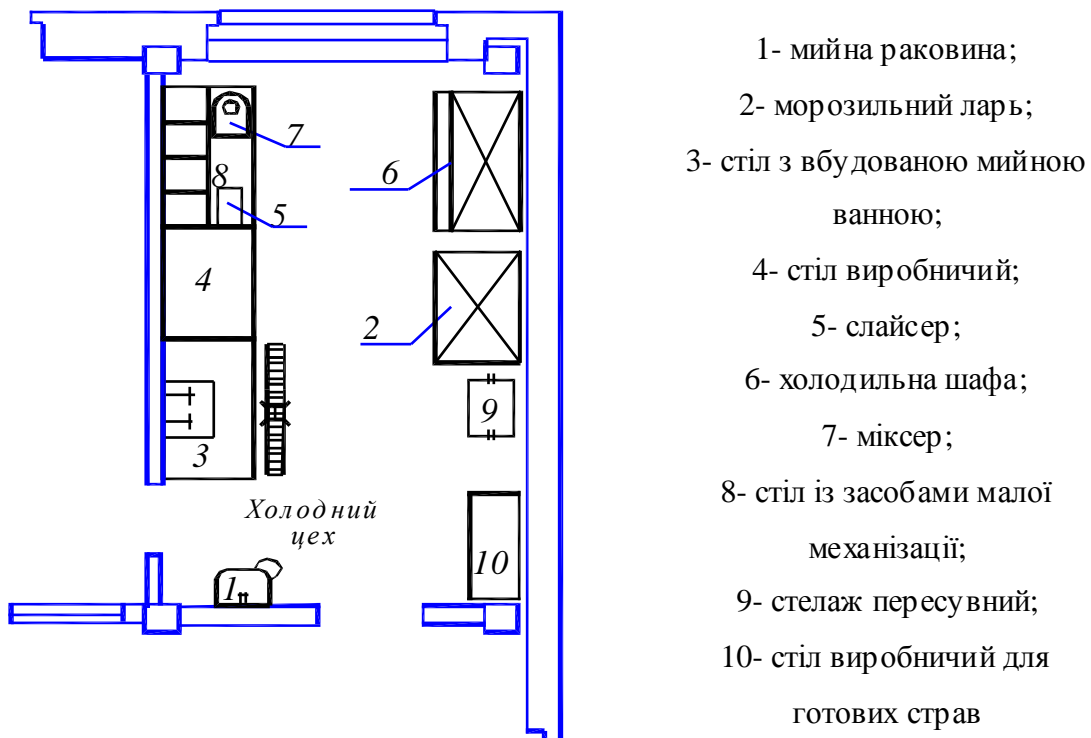 7
8
6
5
4
2
9
3
Холодний
цех
10
1
1- мийна раковина;
2- морозильний ларь;
3- стіл з вбудованою мийною
ванною;
4- стіл виробничий;
5- слайсер;
6- холодильна шафа;
7- міксер;
8- стіл із засобами малої
механізації;
9- стелаж пересувний;
10- стіл виробничий для
готових страв